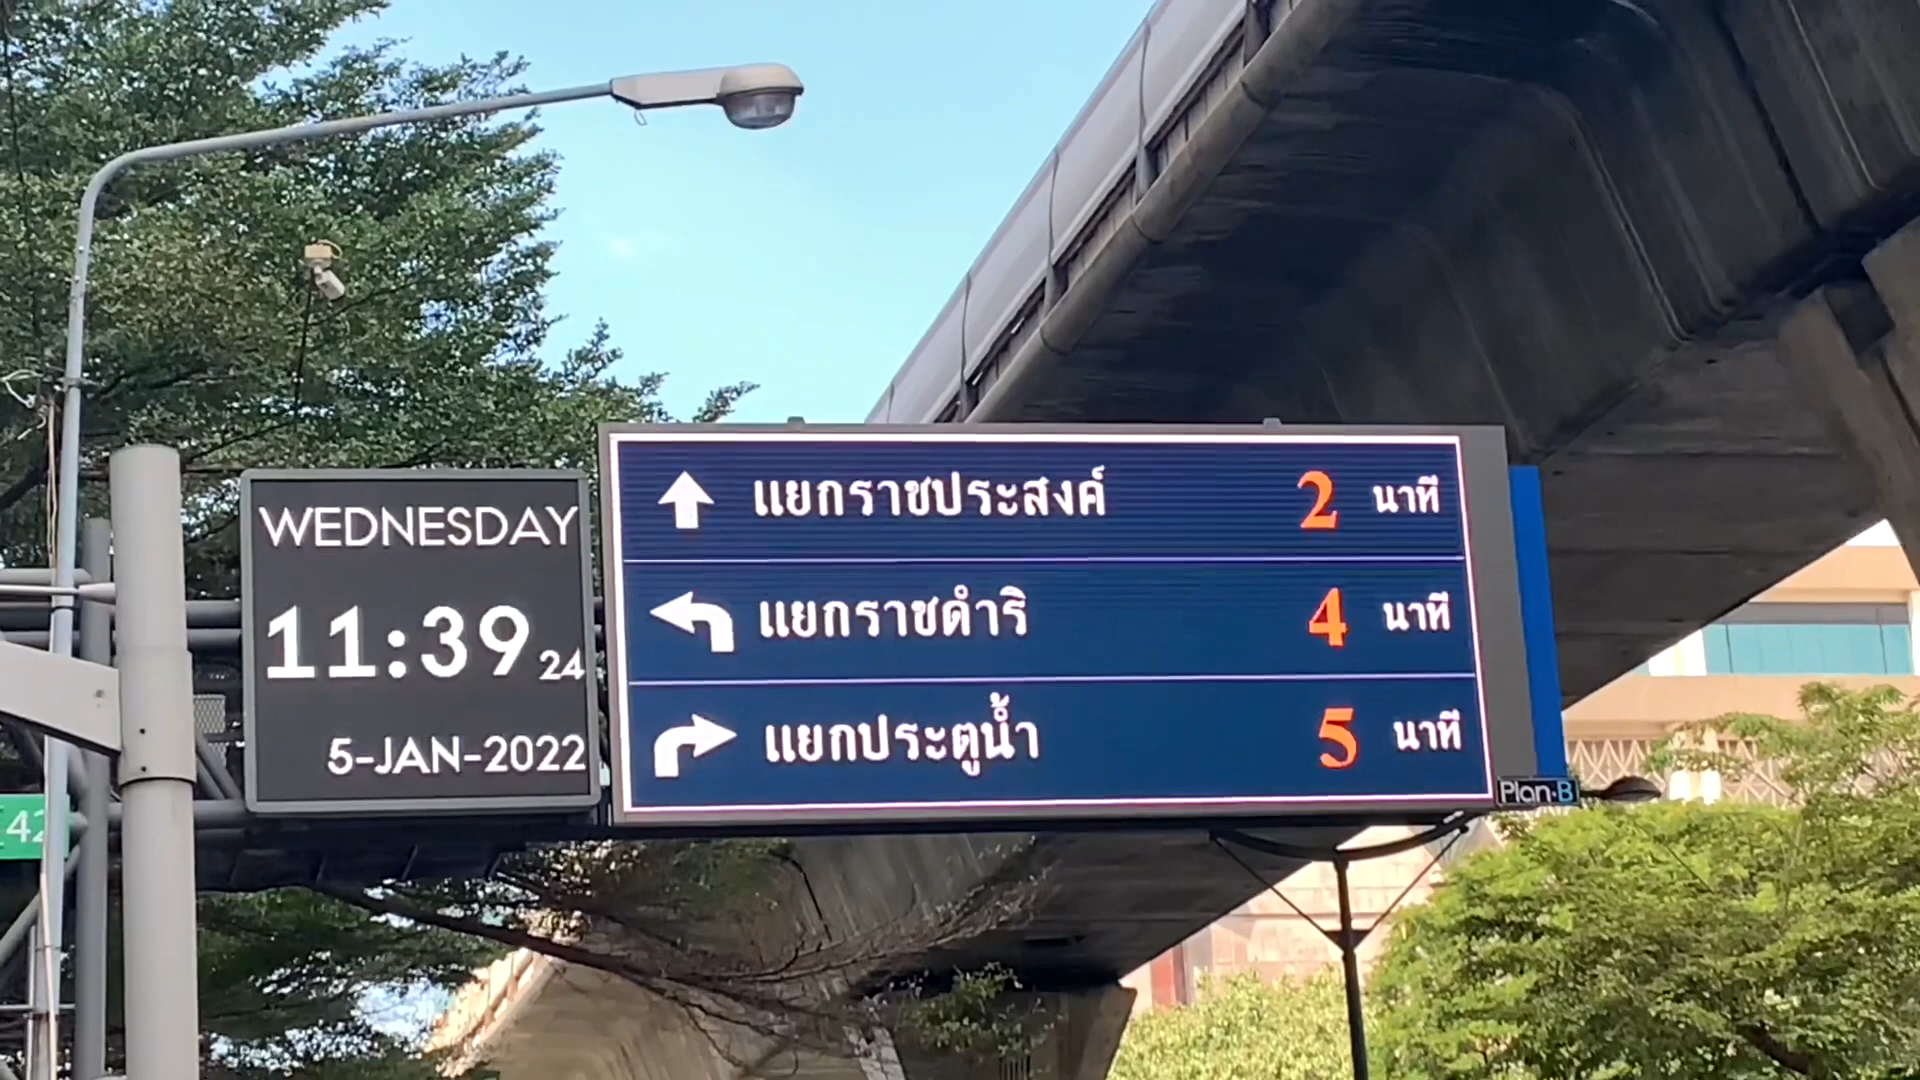 WEDNESDAY
11:39 24
5-JAN-2022
แยกราชประสงค์ 2 นาที
แยกราชดำริ 4 นาที
แยกประตูน้ำ 5 นาที
Plan·B
42